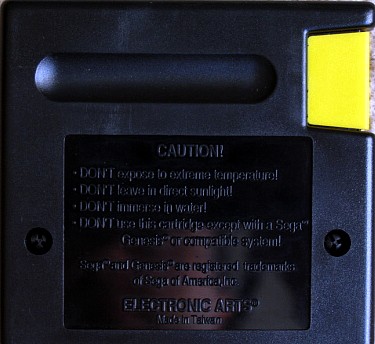 CAUTION!
• DON'T expose to extreme temperature!
• DON'T leave in direct sunlight!
• DON'T immerse in water!
• DON'T use this cartridge except with a Sega™
Genesis™ or compatible system!
Sega™ and Genesis™ are registered trademarks
of Sega of America, Inc.
ELECTRONIC ARTS®
Made in Taiwan